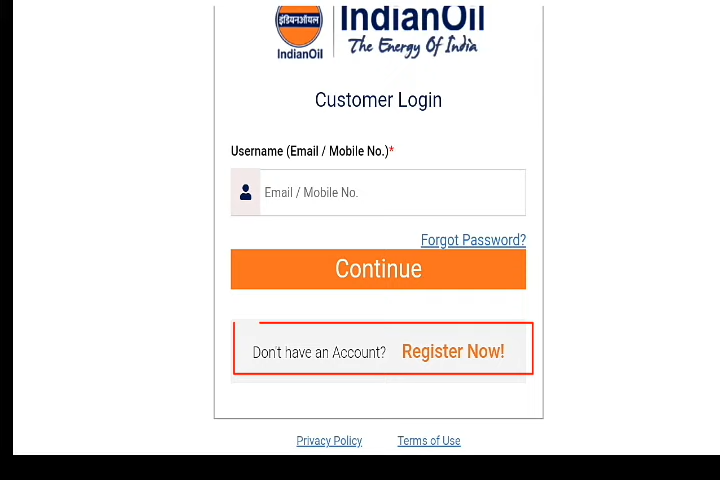 इंडियनऑयल
IndianOil
IndianOil
The Energy Of India
Customer Login
Username (Email / Mobile No.)*
Email / Mobile No.
Forgot Password?
Continue
Don't have an Account? Register Now!
Privacy Policy Terms of Use